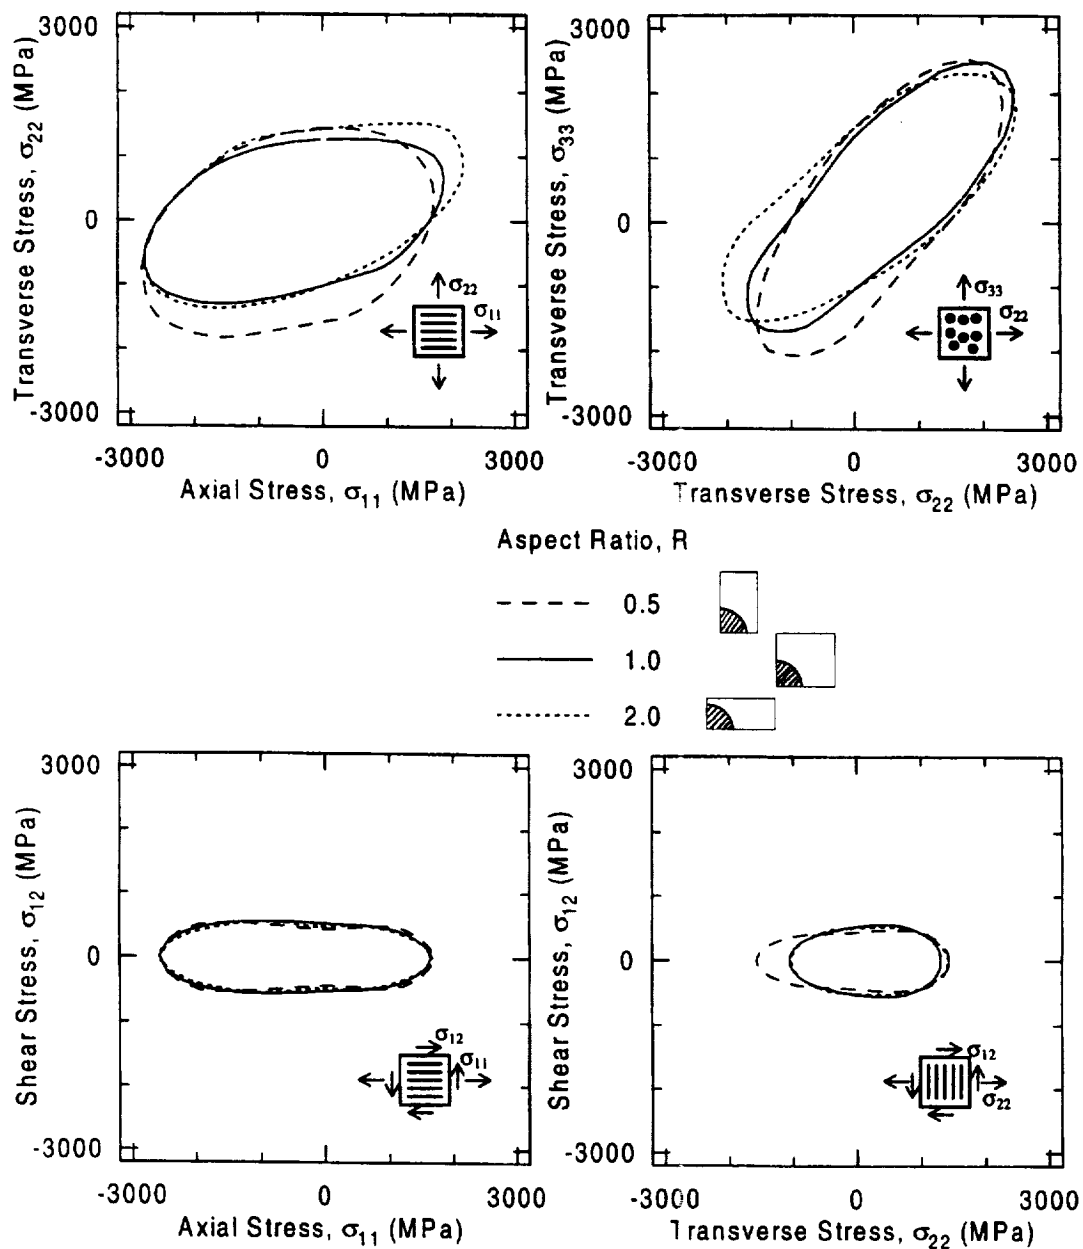 3000
0
-3000
Transverse Stress, σ22 (MPa)
σ22
σ11
-3000 0 3000
Axial Stress, σ11 (MPa)
3000
0
-3000
Transverse Stress, σ33 (MPa)
σ33
σ22
-3000 0 3000
Transverse Stress, σ22 (MPa)
Aspect Ratio, R
0.5
1.0
2.0
3000
0
-3000
Shear Stress, σ12 (MPa)
σ12
σ11
-3000 0 3000
Axial Stress, σ11 (MPa)
3000
0
-3000
Shear Stress, σ12 (MPa)
σ12
σ22
-3000 0 3000
Transverse Stress, σ22 (MPa)